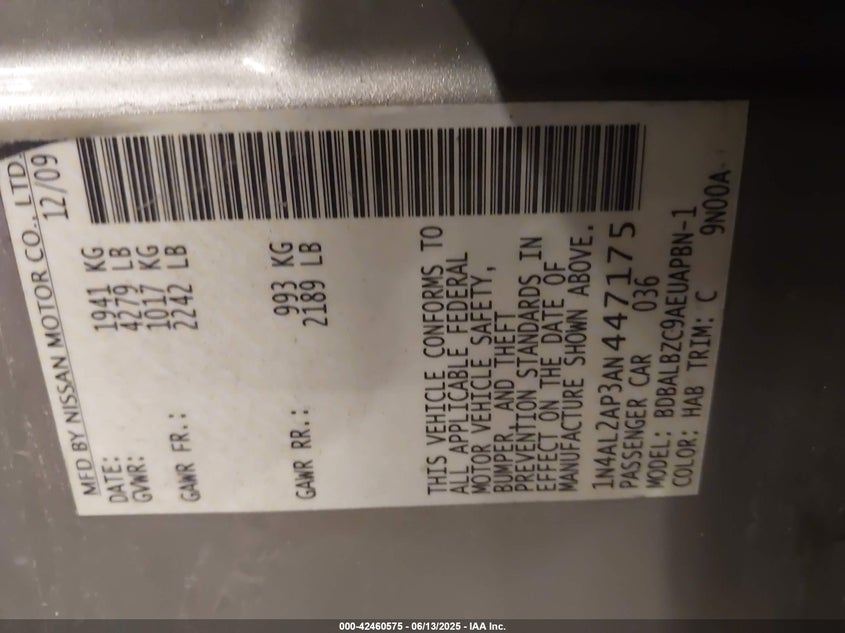 MFD BY NISSAN MOTOR CO., LTD.
DATE: 12/09
GVWR: 1941 KG
4279 LB
GAWR FR.: 1017 KG
2242 LB
GAWR RR.: 993 KG
2189 LB
THIS VEHICLE CONFORMS TO
ALL APPLICABLE FEDERAL
MOTOR VEHICLE SAFETY,
BUMPER, AND THEFT
PREVENTION STANDARDS IN
EFFECT ON THE DATE OF
MANUFACTURE SHOWN ABOVE.
1N4AL2AP3AN447175
PASSENGER CAR 036
MODEL: BDBALBZC9AEUAPBN-1
COLOR: HAB TRIM: C 9N00A
000-42460575 - 06/13/2025 - IAA Inc.